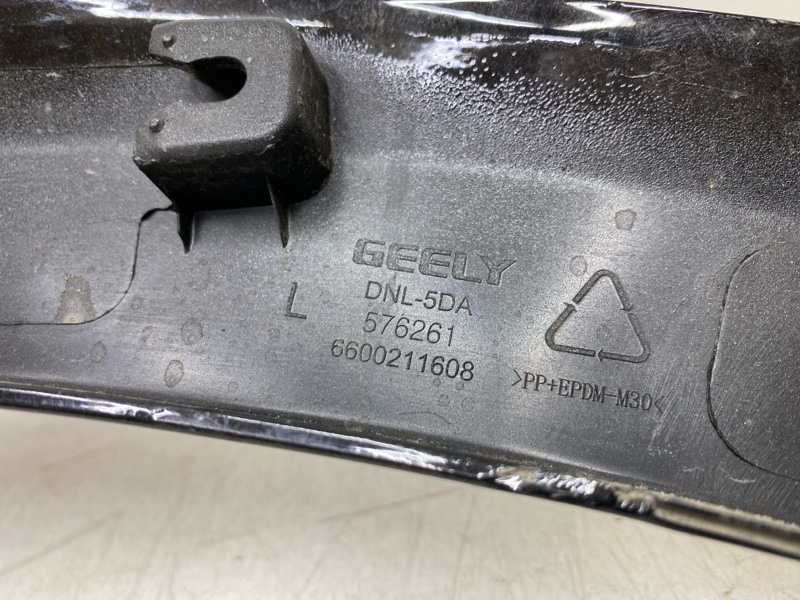 GEELY
DNL-5DA
L
576261
6600211608
>PP+EPDM-M30<